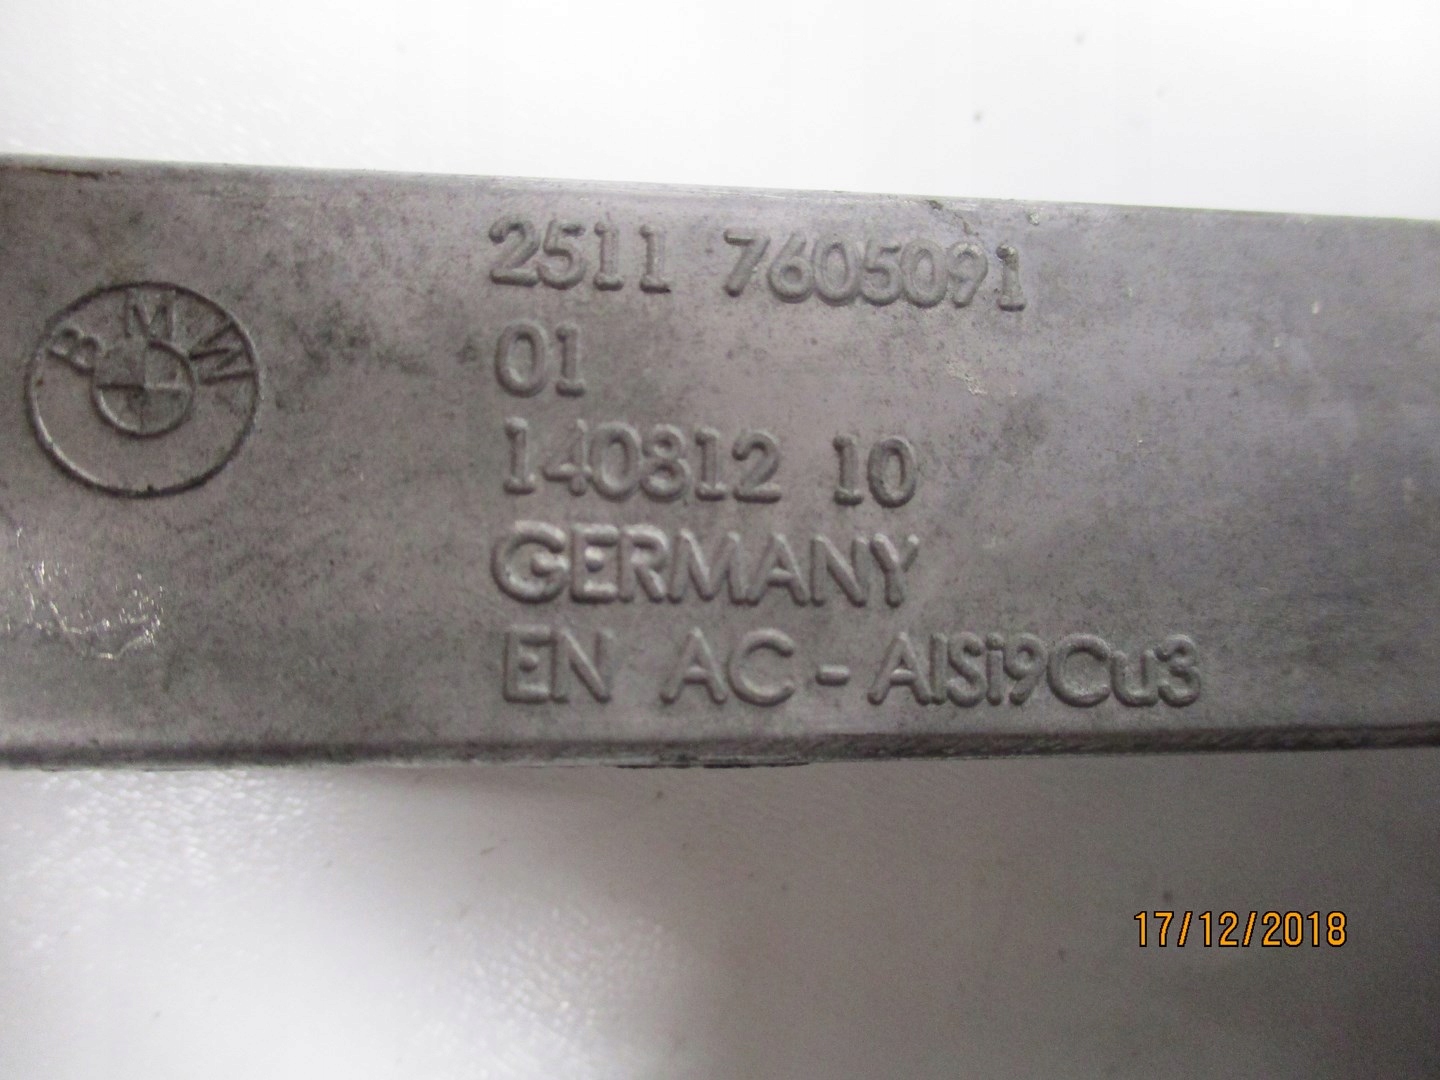 BMW
2511 7605091
01
140812 10
GERMANY
EN AC-AlSi9Cu3
17/12/2018